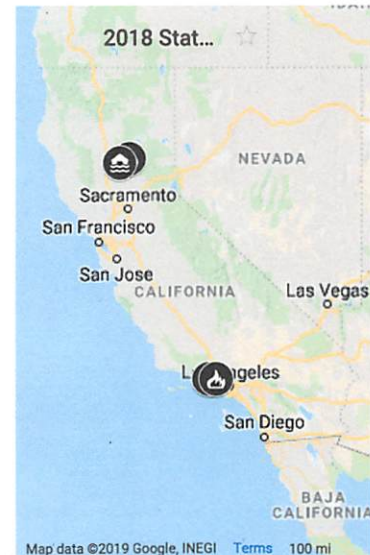 2018 Stat...
NEVADA
Sacramento
San Francisco
San Jose
CALIFORNIA
Las Vegas
San Diego
BAJA
CALIFORNIA
Map data ©2019 Google, INEGI Terms 100 mi